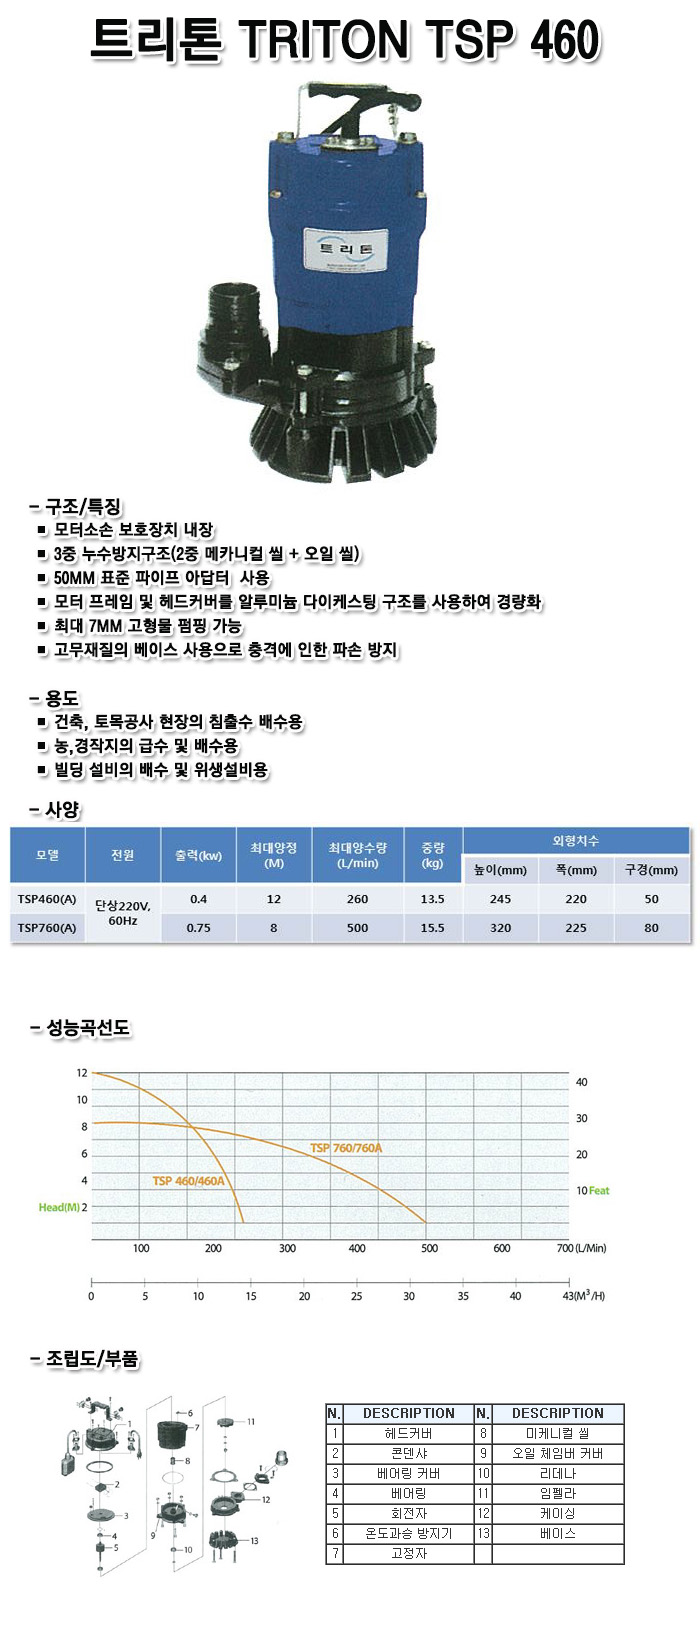 트리톤 TRITON TSP 460
트리톤
- 구조/특징
■ 모터소손 보호장치 내장
■ 3중 누수방지구조(2중 메카니컬 씰 + 오일 씰)
■ 50MM 표준 파이프 아답터 사용
■ 모터 프레임 및 헤드커버를 알루미늄 다이케스팅 구조를 사용하여 경량화
■ 최대 7MM 고형물 펌핑 가능
■ 고무재질의 베이스 사용으로 충격에 인한 파손 방지
- 용도
■ 건축, 토목공사 현장의 침출수 배수용
■ 농,경작지의 급수 및 배수용
■ 빌딩 설비의 배수 및 위생설비용
- 사양
모델 전원 출력(kw) 최대양정 (M) 최대양수량 (L/min) 중량 (kg) 외형치수
높이(mm) 폭(mm) 구경(mm)
TSP460(A) 단상220V, 60Hz 0.4 12 260 13.5 245 220 50
TSP760(A) 0.75 8 500 15.5 320 225 80
- 성능곡선도
12
10
8
6
4
Head(M) 2
40
30
20
10 Feat
TSP 760/760A
TSP 460/460A
100 200 300 400 500 600 700 (L/Min)
0 5 10 15 20 25 30 35 40 43(M³/H)
- 조립도/부품
1
2
3
4
5
6
7
8
9
10
11
12
13
N. DESCRIPTION N. DESCRIPTION
1 헤드커버 8 미케니컬 씰
2 콘덴샤 9 오일 체임버 커버
3 베어링 커버 10 리데나
4 베어링 11 임펠라
5 회전자 12 케이싱
6 온도과승 방지기 13 베이스
7 고정자